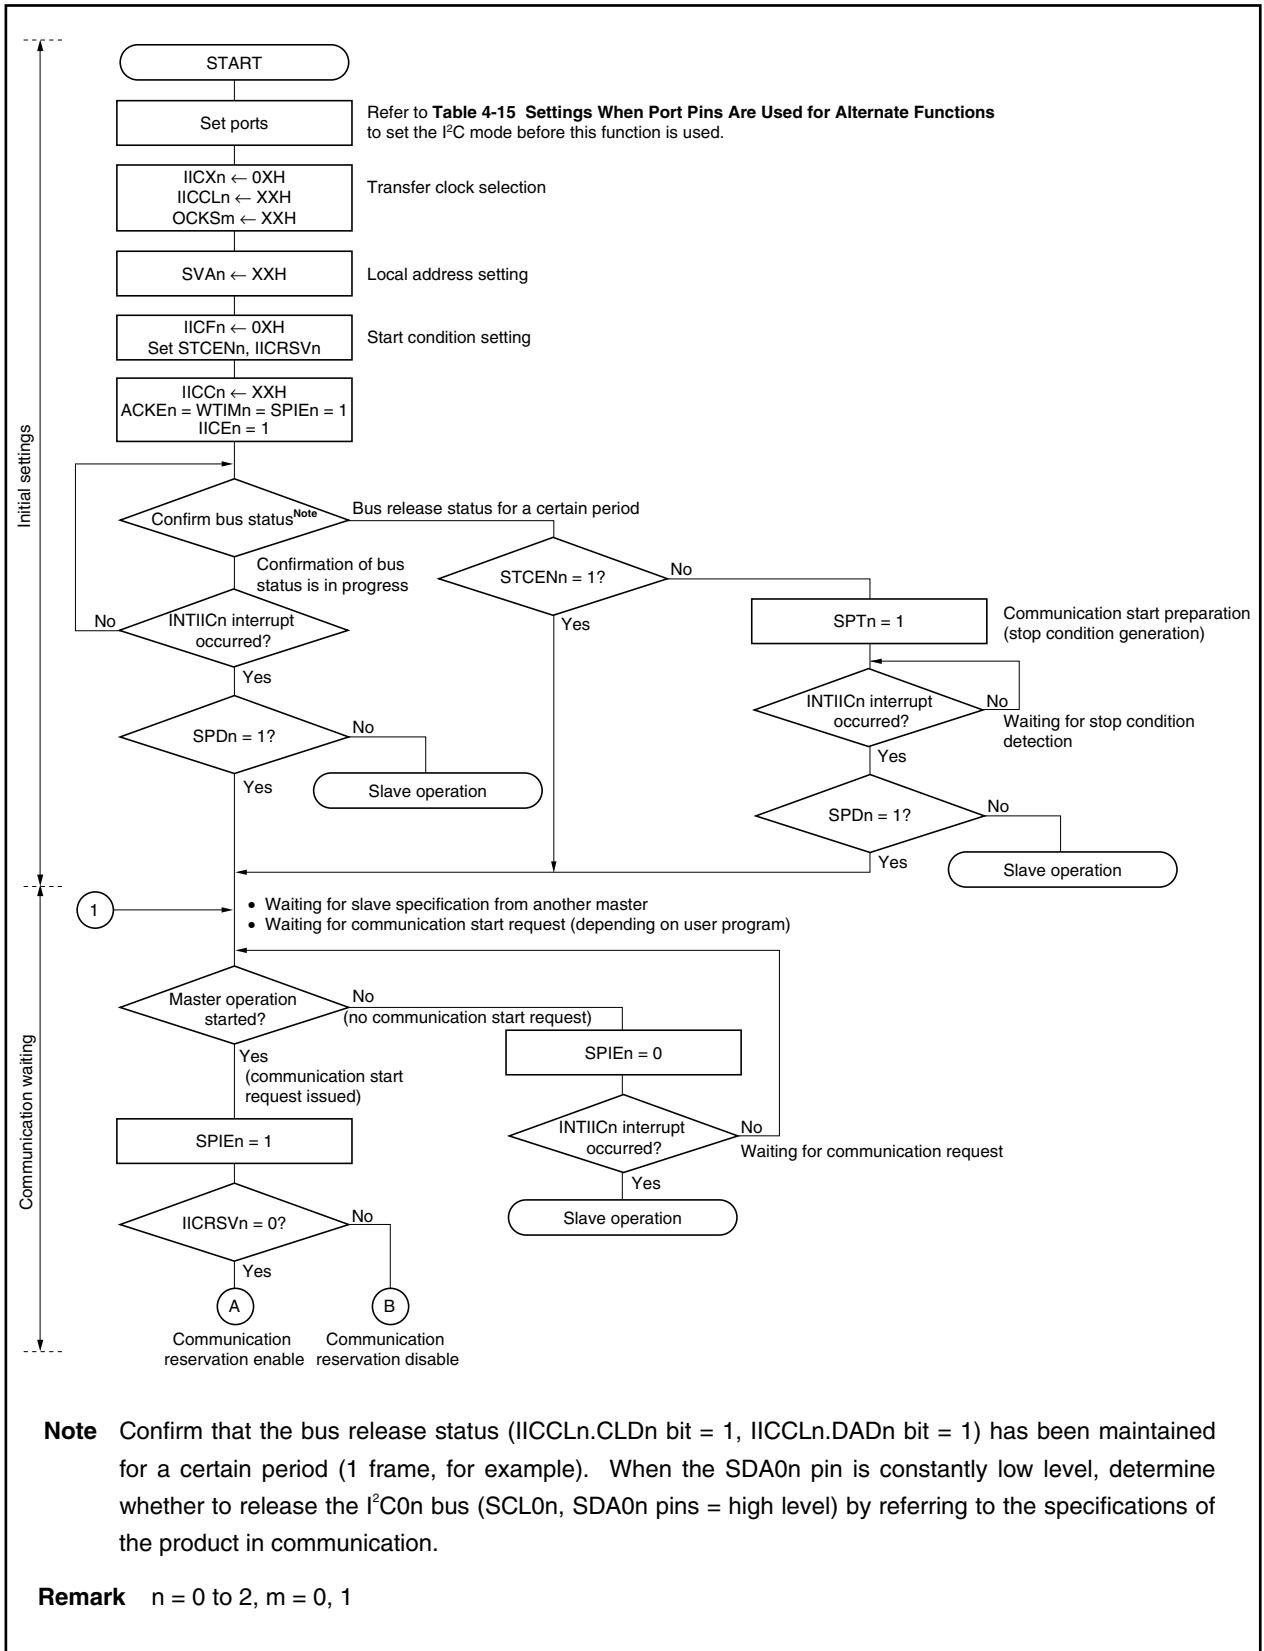 START
Set ports
Refer to Table 4-15 Settings When Port Pins Are Used for Alternate Functions
to set the I²C mode before this function is used.
IICXn ← 0XH
IICCLn ← XXH
OCKSm ← XXH
Transfer clock selection
SVAn ← XXH
Local address setting
IICFn ← 0XH
Set STCENn, IICRSVn
Start condition setting
IICCn ← XXH
ACKEn = WTIMn = SPIEn = 1
IICEn = 1
Initial settings
Confirm bus status Note
Bus release status for a certain period
Confirmation of bus
status is in progress
STCENn = 1?
No
Yes
SPTn = 1
Communication start preparation
(stop condition generation)
INTIICn interrupt
occurred?
No
Yes
INTIICn interrupt
occurred?
No
Waiting for stop condition
detection
Yes
SPDn = 1?
No
Slave operation
Yes
SPDn = 1?
No
Slave operation
Yes
1
• Waiting for slave specification from another master
• Waiting for communication start request (depending on user program)
Communication waiting
Master operation
started?
No
(no communication start request)
Yes
(communication start
request issued)
SPIEn = 0
INTIICn interrupt
occurred?
No
Waiting for communication request
Yes
Slave operation
SPIEn = 1
IICRSVn = 0?
No
Yes
A
B
Communication
reservation enable
Communication
reservation disable
Note Confirm that the bus release status (IICCLn.CLDn bit = 1, IICCLn.DADn bit = 1) has been maintained
for a certain period (1 frame, for example). When the SDA0n pin is constantly low level, determine
whether to release the I²C0n bus (SCL0n, SDA0n pins = high level) by referring to the specifications of
the product in communication.
Remark n = 0 to 2, m = 0, 1